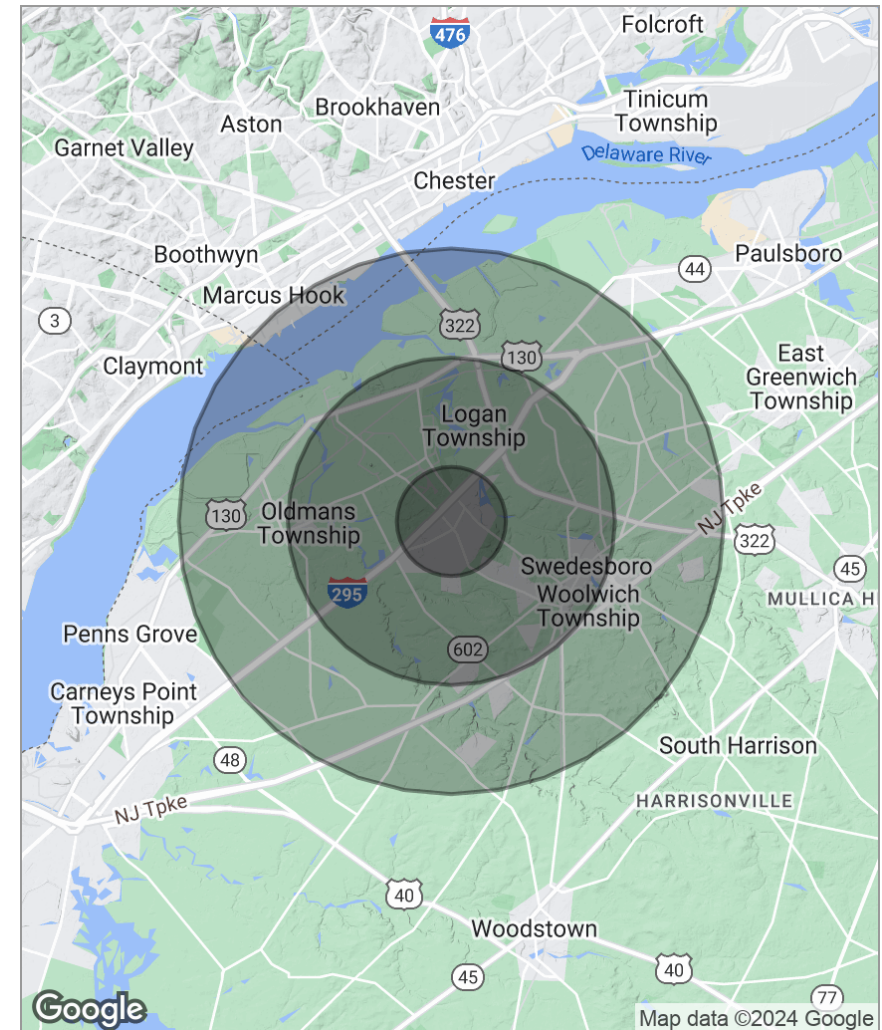 Folcroft
476
Brookhaven
Tinicum
Township
Aston
Garnet Valley
Delaware River
Chester
Boothwyn
Paulsboro
44
Marcus Hook
3
322
130
East
Greenwich
Township
Claymont
Logan
Township
NJ Tpke
130
Oldmans
Township
322
Swedesboro
45
295
Woolwich
Township
MULLICA HI
Penns Grove
602
Carneys Point
Township
South Harrison
48
HARRISONVILLE
NJ Tpke
40
Woodstown
45
40
77
Google
Map data ©2024 Google